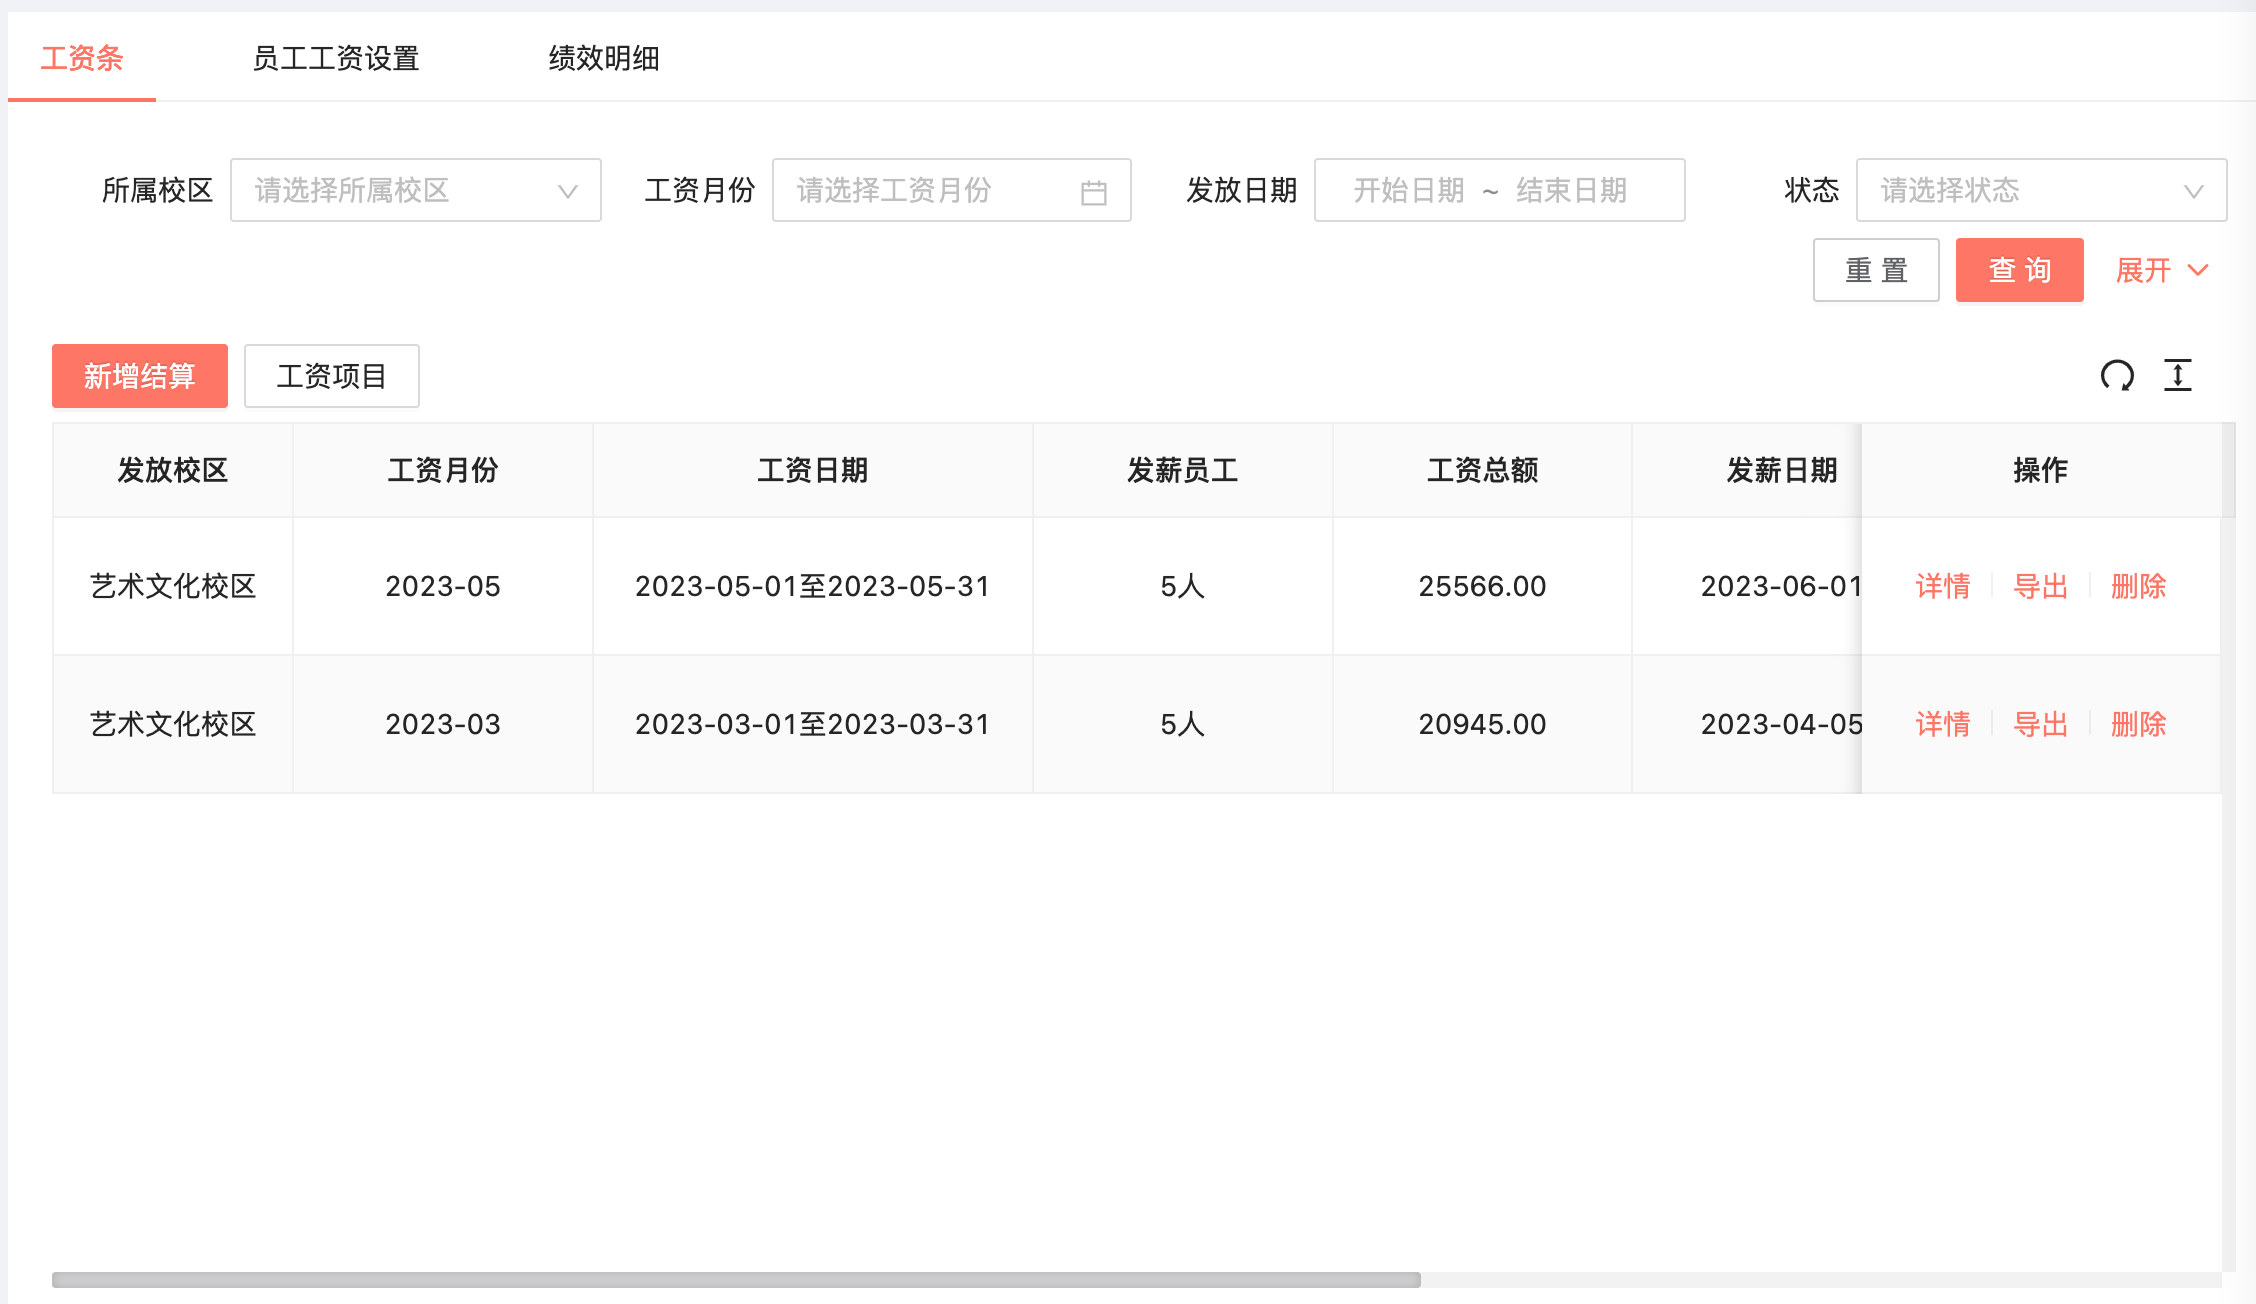 工资条 员工工资设置 绩效明细
所属校区 请选择所属校区 工资月份 请选择工资月份 发放日期 开始日期 ~ 结束日期 状态 请选择状态
重 置 查 询 展开
新增结算 工资项目
发放校区 工资月份 工资日期 发薪员工 工资总额 发薪日期 操作
艺术文化校区 2023-05 2023-05-01至2023-05-31 5人 25566.00 2023-06-01 详情 导出 删除
艺术文化校区 2023-03 2023-03-01至2023-03-31 5人 20945.00 2023-04-05 详情 导出 删除